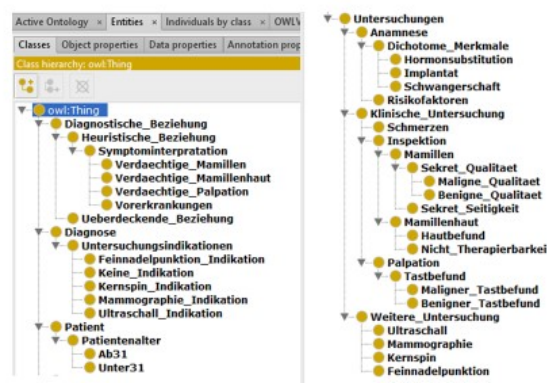 Active Ontology × Entities × Individuals by class × OWLV
Classes Object properties Data properties Annotation prop
Class hierarchy: owl:Thing
owl:Thing
Diagnostische_Beziehung
Heuristische_Beziehung
Symptominterpratation
Verdaechtige_Mamillen
Verdaechtige_Mamillenhaut
Verdaechtige_Palpation
Vorerkrankungen
Ueberdeckende_Beziehung
Diagnose
Untersuchungsindikationen
Feinnadelpunktion_Indikation
Keine_Indikation
Kernspin_Indikation
Mammographie_Indikation
Ultraschall_Indikation
Patient
Patientenalter
Ab31
Unter31
Untersuchungen
Anamnese
Dichotome_Merkmale
Hormonsubstitution
Implantat
Schwangerschaft
Risikofaktoren
Klinische_Untersuchung
Schmerzen
Inspektion
Mamillen
Sekret_Qualitaet
Maligne_Qualitaet
Benigne_Qualitaet
Sekret_Seitigkeit
Mamillenhaut
Hautbefund
Nicht_Therapierbarkei
Palpation
Tastbefund
Maligner_Tastbefund
Benigner_Tastbefund
Weitere_Untersuchung
Ultraschall
Mammographie
Kernspin
Feinnadelpunktion